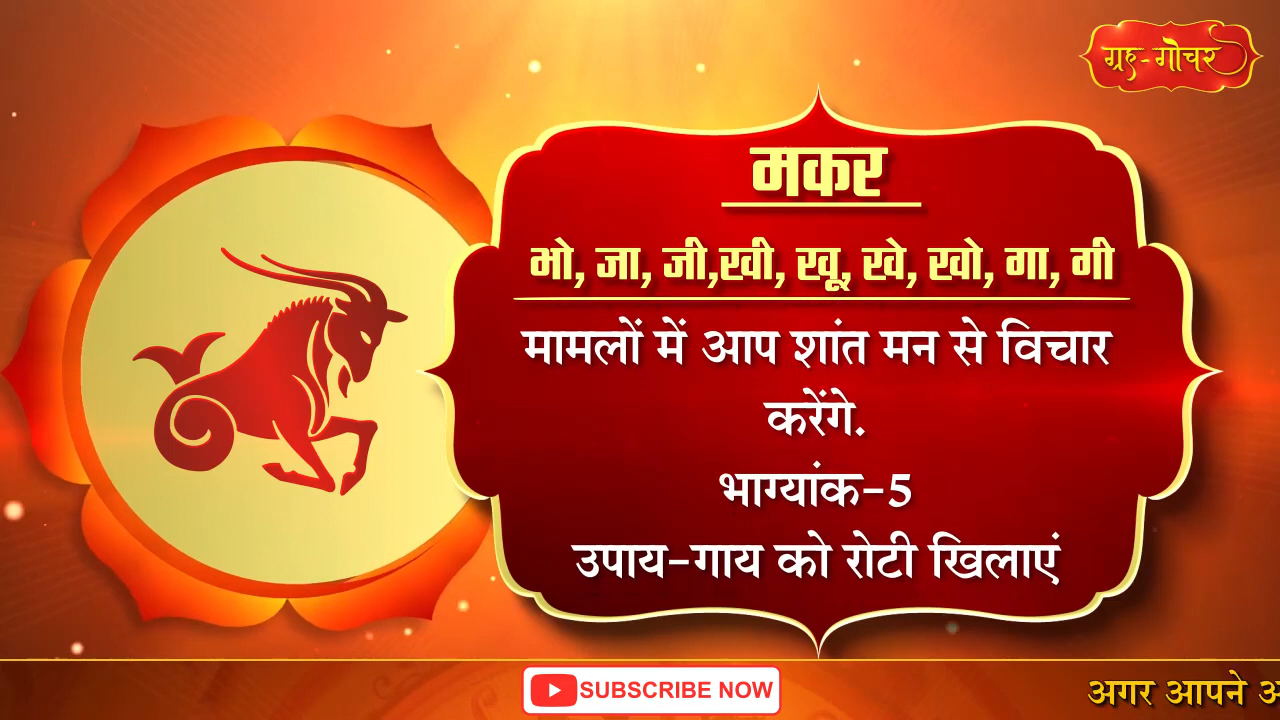 ग्रह-गोचर
मकर
भो, जा, जी,खी, खू, खे, खो, गा, गी
मामलों में आप शांत मन से विचार
करेंगे.
भाग्यांक-5
उपाय-गाय को रोटी खिलाएं
SUBSCRIBE NOW
अगर आपने